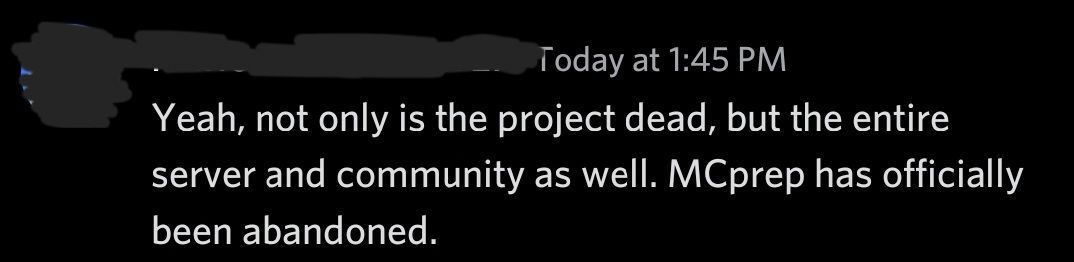 Today at 1:45 PM
Yeah, not only is the project dead, but the entire
server and community as well. MCprep has officially
been abandoned.